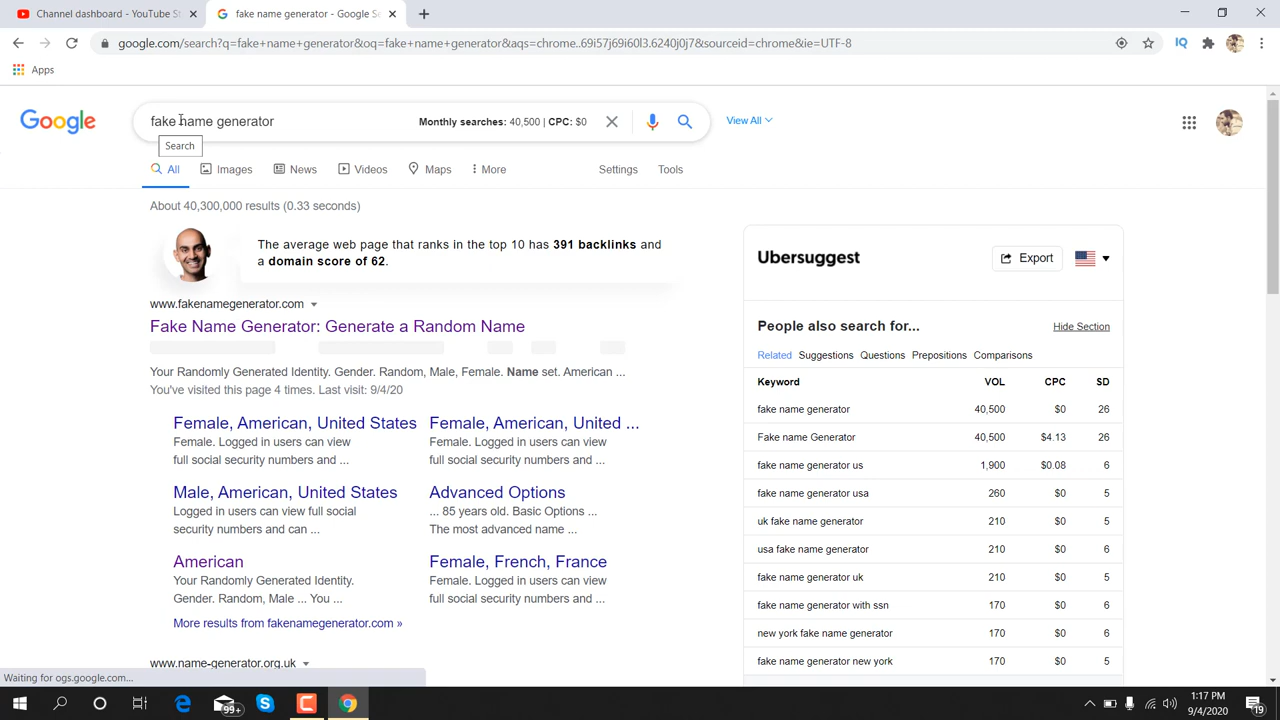 Channel dashboard - YouTube St
fake name generator - Google Se
google.com/search?q=fake+name+generator&oq=fake+name+generator&aqs=chrome..69i57j69i60l3.6240j0j7&sourceid=chrome&ie=UTF-8
IQ
Apps
Google
fake name generator
Monthly searches: 40,500 | CPC: $0
View All
Search
All
Images
News
Videos
Maps
More
Settings
Tools
About 40,300,000 results (0.33 seconds)
The average web page that ranks in the top 10 has 391 backlinks and
a domain score of 62.
www.fakenamegenerator.com
Fake Name Generator: Generate a Random Name
Your Randomly Generated Identity. Gender. Random, Male, Female. Name set. American ...
You've visited this page 4 times. Last visit: 9/4/20
Female, American, United States
Female. Logged in users can view
full social security numbers and ...
Female, American, United ...
Female. Logged in users can view
full social security numbers and ...
Male, American, United States
Logged in users can view full social
security numbers and can ...
Advanced Options
... 85 years old. Basic Options ...
The most advanced name ...
American
Your Randomly Generated Identity.
Gender. Random, Male ... You ...
Female, French, France
Female. Logged in users can view
full social security numbers and ...
More results from fakenamegenerator.com »
www.name-generator.org.uk
Ubersuggest
Export
People also search for...
Hide Section
Related Suggestions Questions Prepositions Comparisons
Keyword VOL CPC SD
fake name generator 40,500 $0 26
Fake name Generator 40,500 $4.13 26
fake name generator us 1,900 $0.08 6
fake name generator usa 260 $0 5
uk fake name generator 210 $0 5
usa fake name generator 210 $0 6
fake name generator uk 210 $0 5
fake name generator with ssn 170 $0 6
new york fake name generator 170 $0 6
fake name generator new york 170 $0 5
Waiting for ogs.google.com...
99+
1:17 PM
9/4/2020
19